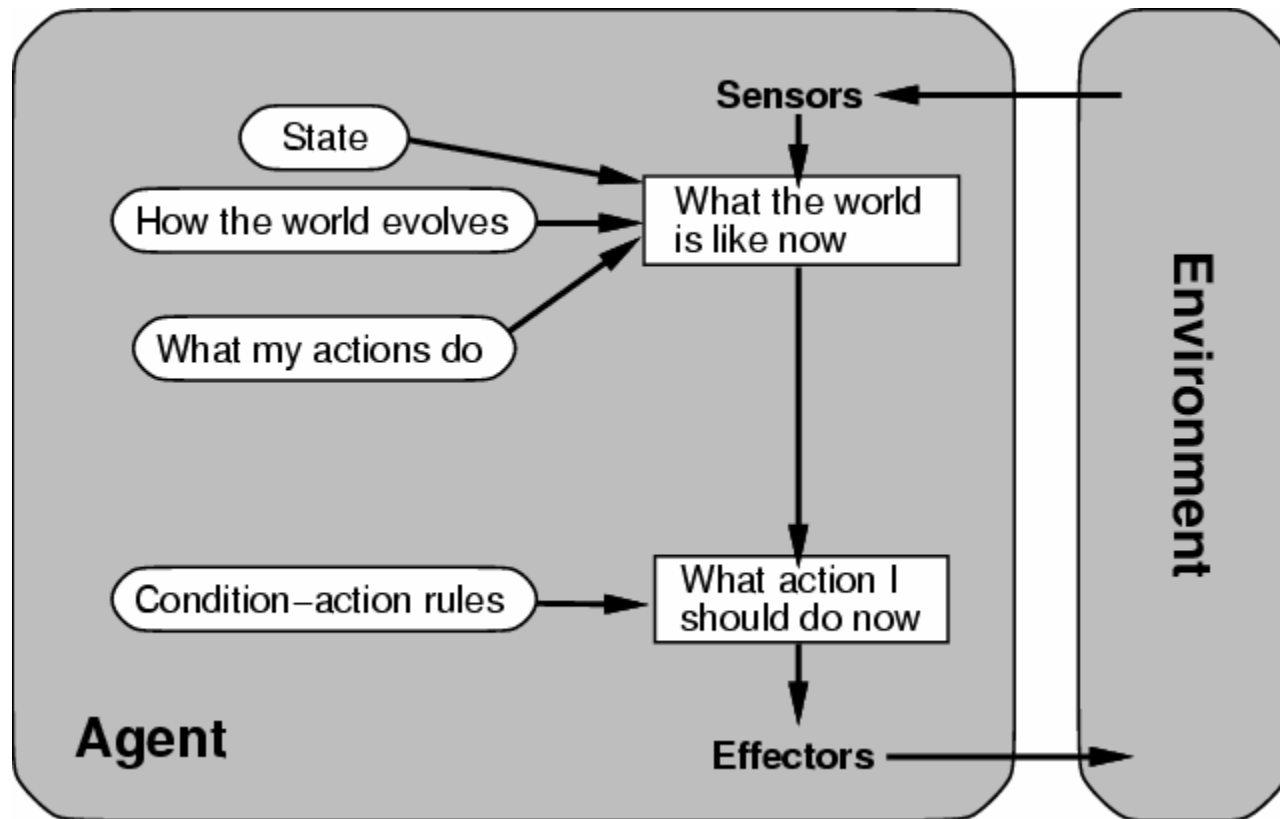 Sensors
State
What the world
is like now
How the world evolves
What my actions do
Environment
What action I
should do now
Condition−action rules
Agent
Effectors